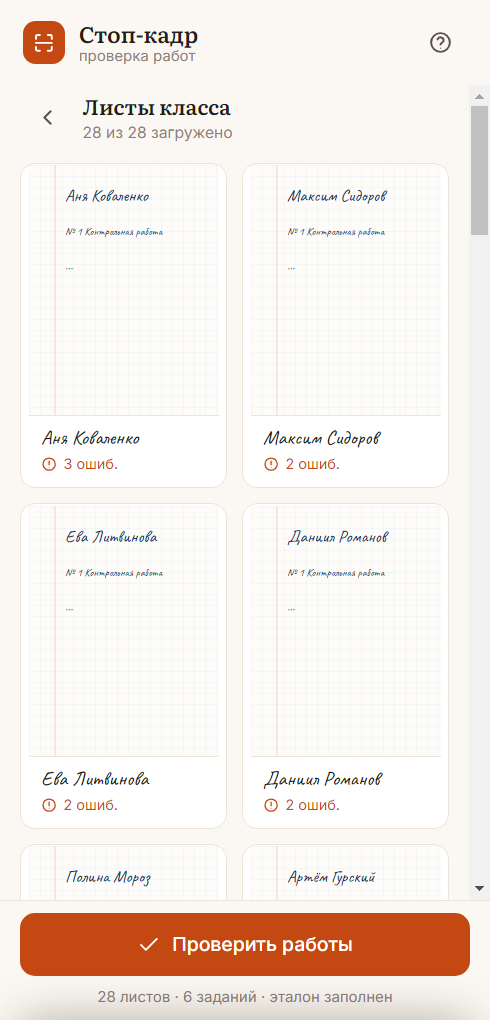 Стоп-кадр
проверка работ
Листы класса
28 из 28 загружено
Аня Коваленко
№ 1 Контрольная работа
...
Аня Коваленко
3 ошиб.
Максим Сидоров
№ 1 Контрольная работа
...
Максим Сидоров
2 ошиб.
Ева Литвинова
№ 1 Контрольная работа
...
Ева Литвинова
2 ошиб.
Даниил Романов
№ 1 Контрольная работа
...
Даниил Романов
2 ошиб.
Полина Мороз
Артём Гурский
Проверить работы
28 листов · 6 заданий · эталон заполнен